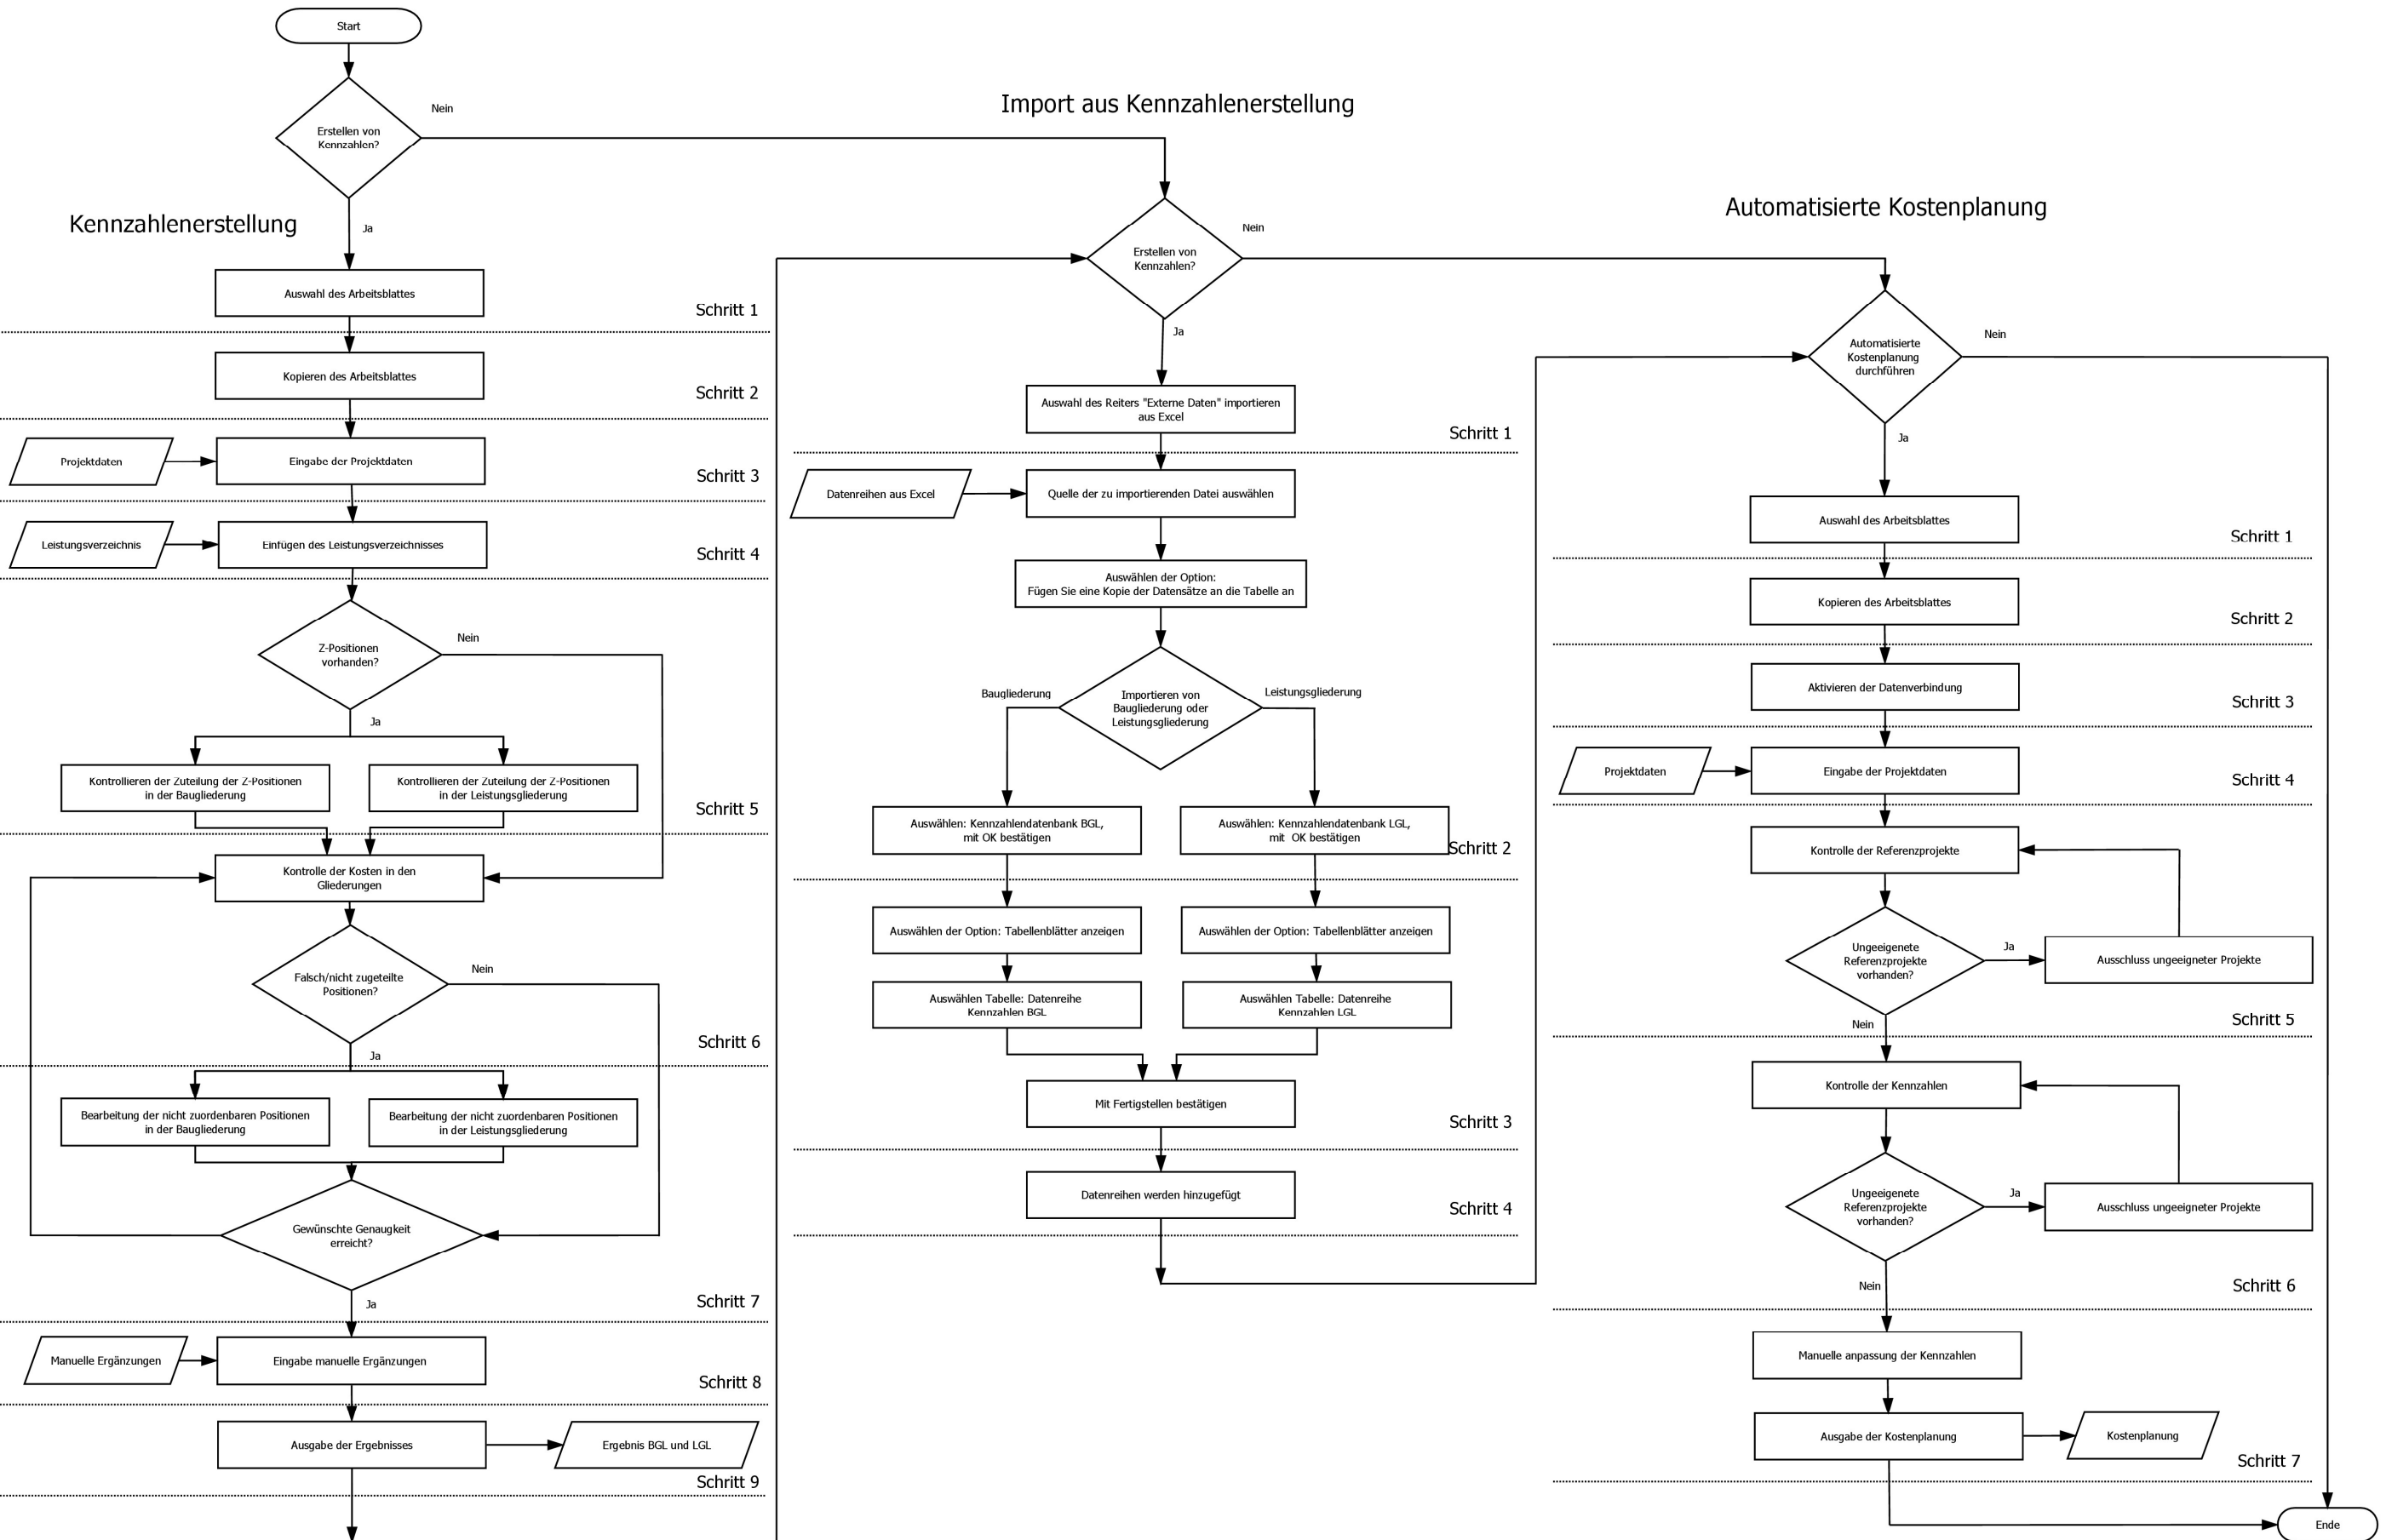 Start
Erstellen von
Kennzahlen?
Nein
Ja
Kennzahlenerstellung
Auswahl des Arbeitsblattes
Schritt 1
Kopieren des Arbeitsblattes
Schritt 2
Projektdaten
Eingabe der Projektdaten
Schritt 3
Leistungsverzeichnis
Einfügen des Leistungsverzeichnisses
Schritt 4
Z-Positionen
vorhanden?
Nein
Ja
Kontrollieren der Zuteilung der Z-Positionen
in der Baugliederung
Kontrollieren der Zuteilung der Z-Positionen
in der Leistungsgliederung
Schritt 5
Kontrolle der Kosten in den
Gliederungen
Falsch/nicht zugeteilte
Positionen?
Nein
Ja
Schritt 6
Bearbeitung der nicht zuordenbaren Positionen
in der Baugliederung
Bearbeitung der nicht zuordenbaren Positionen
in der Leistungsgliederung
Gewünschte Genaugkeit
erreicht?
Ja
Schritt 7
Manuelle Ergänzungen
Eingabe manuelle Ergänzungen
Schritt 8
Ausgabe der Ergebnisses
Ergebnis BGL und LGL
Schritt 9
Import aus Kennzahlenerstellung
Erstellen von
Kennzahlen?
Nein
Ja
Auswahl des Reiters "Externe Daten" importieren
aus Excel
Schritt 1
Datenreihen aus Excel
Quelle der zu importierenden Datei auswählen
Auswählen der Option:
Fügen Sie eine Kopie der Datensätze an die Tabelle an
Importieren von
Baugliederung oder
Leistungsgliederung
Baugliederung
Leistungsgliederung
Auswählen: Kennzahlendatenbank BGL,
mit OK bestätigen
Auswählen: Kennzahlendatenbank LGL,
mit  OK bestätigen
Schritt 2
Auswählen der Option: Tabellenblätter anzeigen
Auswählen der Option: Tabellenblätter anzeigen
Auswählen Tabelle: Datenreihe
Kennzahlen BGL
Auswählen Tabelle: Datenreihe
Kennzahlen LGL
Mit Fertigstellen bestätigen
Schritt 3
Datenreihen werden hinzugefügt
Schritt 4
Automatisierte Kostenplanung
Automatisierte
Kostenplanung
durchführen
Nein
Ja
Auswahl des Arbeitsblattes
Schritt 1
Kopieren des Arbeitsblattes
Schritt 2
Aktivieren der Datenverbindung
Schritt 3
Projektdaten
Eingabe der Projektdaten
Schritt 4
Kontrolle der Referenzprojekte
Ungeeigenete
Referenzprojekte
vorhanden?
Ja
Ausschluss ungeeigneter Projekte
Nein
Schritt 5
Kontrolle der Kennzahlen
Ungeeigenete
Referenzprojekte
vorhanden?
Ja
Ausschluss ungeeigneter Projekte
Nein
Schritt 6
Manuelle anpassung der Kennzahlen
Ausgabe der Kostenplanung
Kostenplanung
Schritt 7
Ende